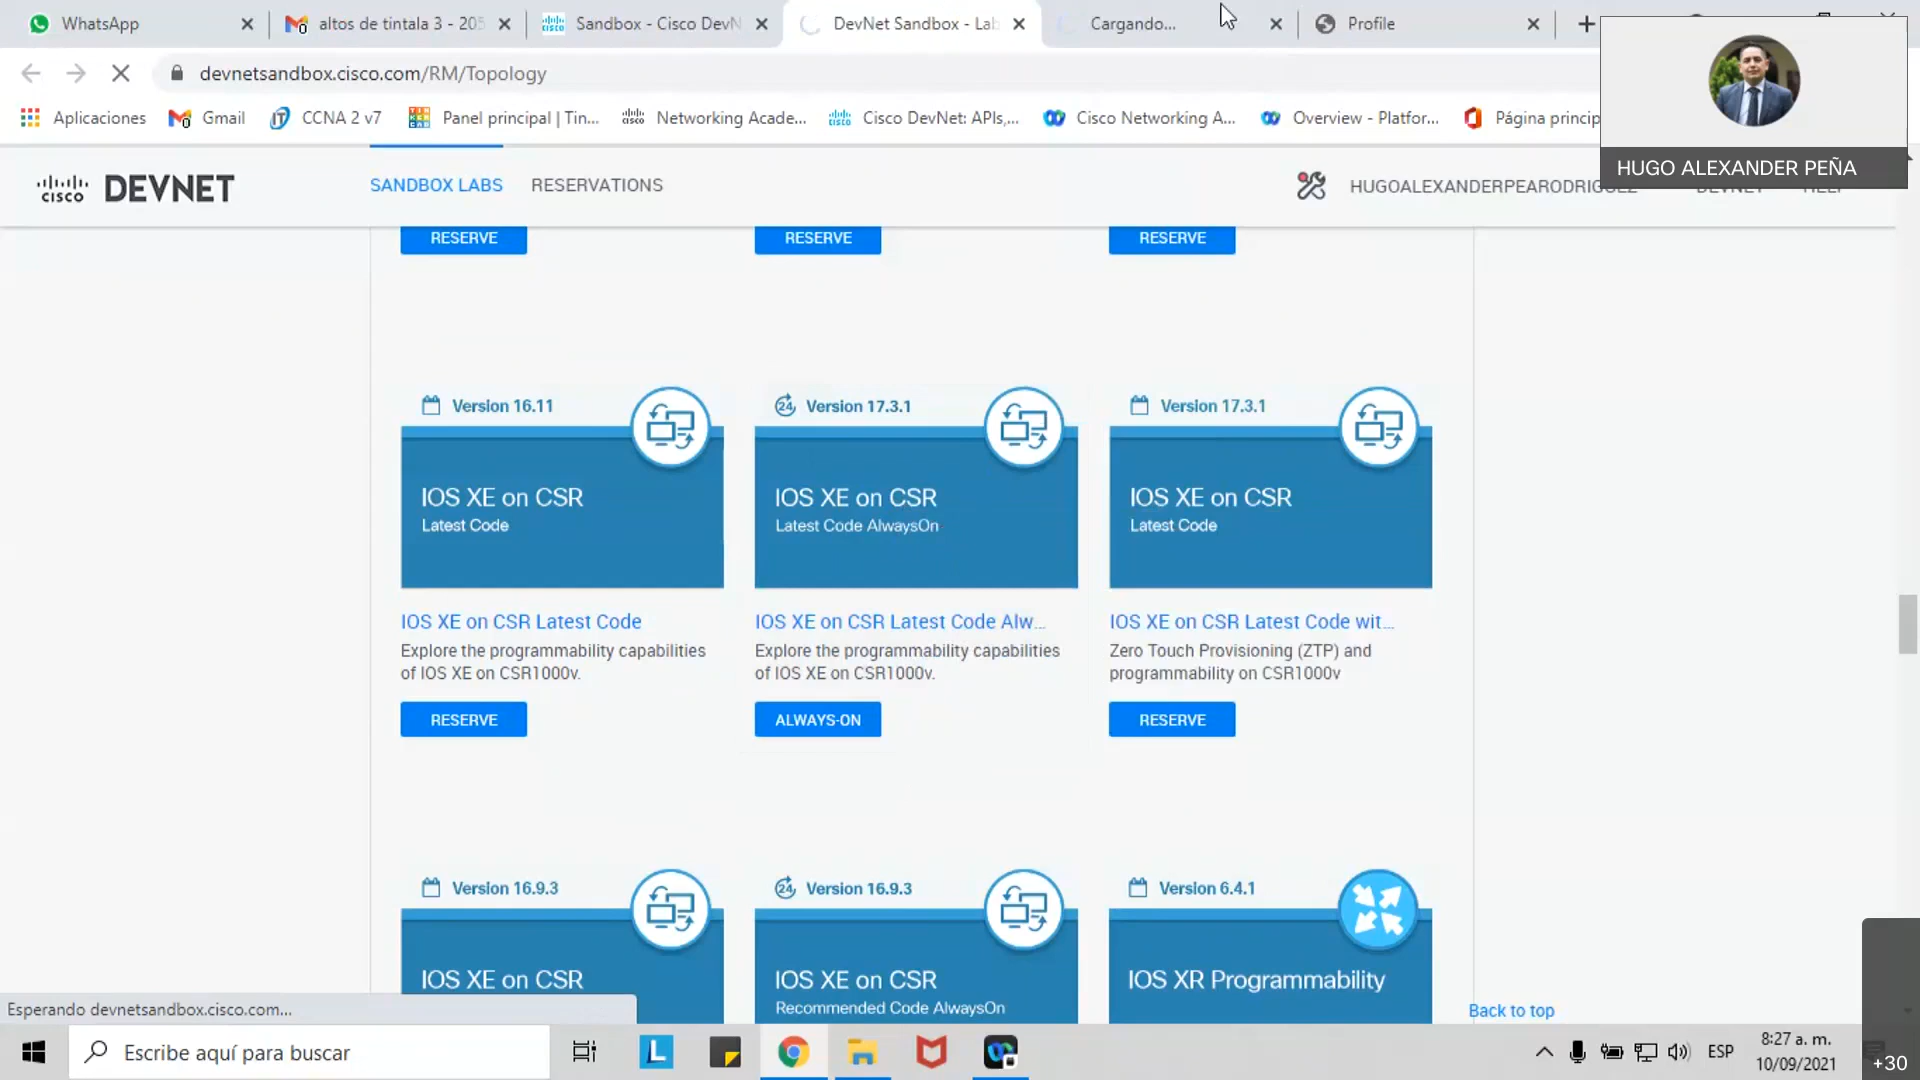 WhatsApp
altos de tintala 3 - 205
Sandbox - Cisco DevN
DevNet Sandbox - Lab
Cargando...
Profile
devnetsandbox.cisco.com/RM/Topology
Aplicaciones
Gmail
CCNA 2 v7
Panel principal | Tin...
Networking Acade...
Cisco DevNet: APIs,...
Cisco Networking A...
Overview - Platfor...
Página princip
HUGO ALEXANDER PEÑA
CISCO DEVNET
SANDBOX LABS
RESERVATIONS
HUGOALEXANDERPEARODRIGUEZ
DEVNET
HELP
RESERVE
RESERVE
RESERVE
Version 16.11
Version 17.3.1
Version 17.3.1
IOS XE on CSR
Latest Code
IOS XE on CSR
Latest Code AlwaysOn
IOS XE on CSR
Latest Code
IOS XE on CSR Latest Code
Explore the programmability capabilities
of IOS XE on CSR1000v.
RESERVE
IOS XE on CSR Latest Code Alw...
Explore the programmability capabilities
of IOS XE on CSR1000v.
ALWAYS-ON
IOS XE on CSR Latest Code wit...
Zero Touch Provisioning (ZTP) and
programmability on CSR1000v
RESERVE
Version 16.9.3
Version 16.9.3
Version 6.4.1
IOS XE on CSR
IOS XE on CSR
Recommended Code AlwaysOn
IOS XR Programmability
Esperando devnetsandbox.cisco.com...
Back to top
Escribe aquí para buscar
ESP
8:27 a. m.
10/09/2021
+30